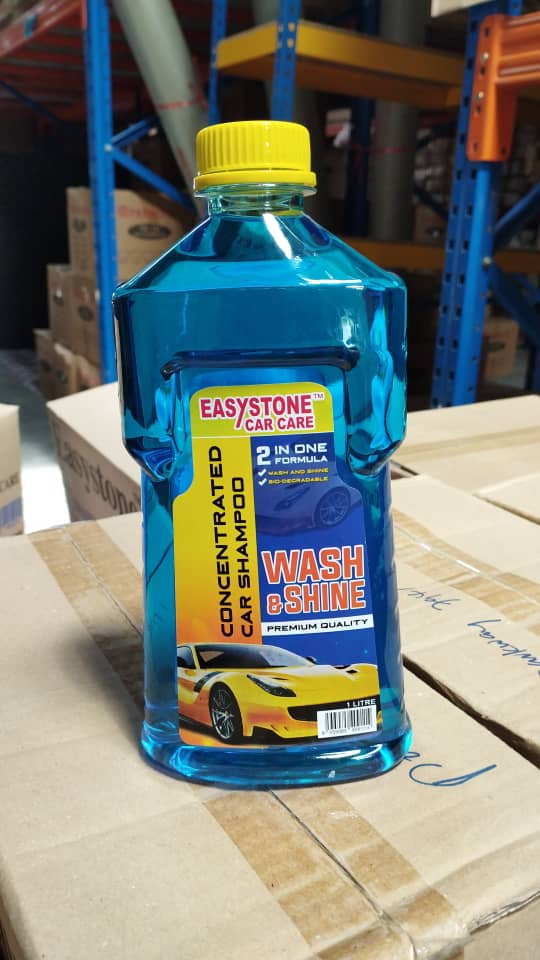 EASYSTONE™
CAR CARE
2 IN ONE
FORMULA
WASH AND SHINE
BIO-DEGRADABLE
CONCENTRATED
CAR SHAMPOO
WASH
& SHINE
PREMIUM QUALITY
1 LITRE
Easystone